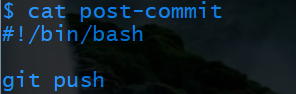 $ cat post-commit
#!/bin/bash
git push